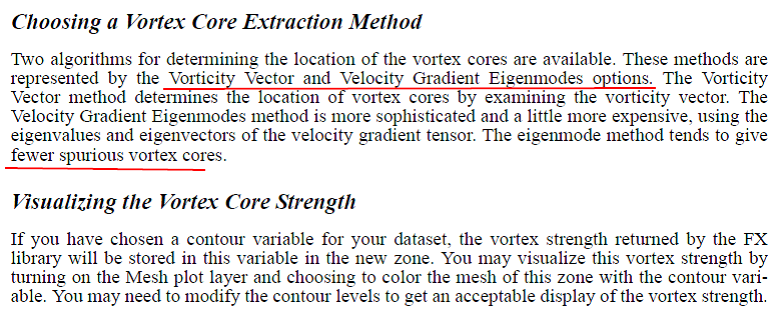 Choosing a Vortex Core Extraction Method
Two algorithms for determining the location of the vortex cores are available. These methods are
represented by the Vorticity Vector and Velocity Gradient Eigenmodes options. The Vorticity
Vector method determines the location of vortex cores by examining the vorticity vector. The
Velocity Gradient Eigenmodes method is more sophisticated and a little more expensive, using the
eigenvalues and eigenvectors of the velocity gradient tensor. The eigenmode method tends to give
fewer spurious vortex cores.
Visualizing the Vortex Core Strength
If you have chosen a contour variable for your dataset, the vortex strength returned by the FX
library will be stored in this variable in the new zone. You may visualize this vortex strength by
turning on the Mesh plot layer and choosing to color the mesh of this zone with the contour vari-
able. You may need to modify the contour levels to get an acceptable display of the vortex strength.